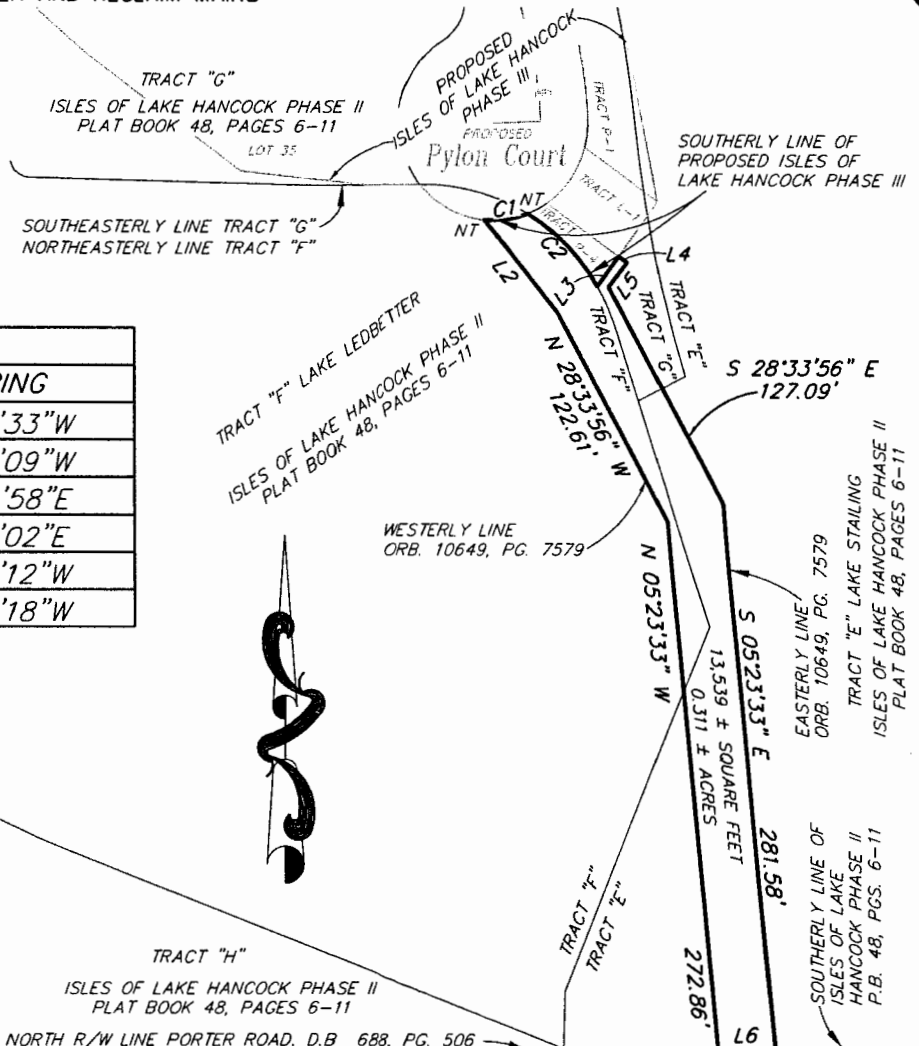 TRACT "G"
ISLES OF LAKE HANCOCK PHASE II
PLAT BOOK 48, PAGES 6-11
LOT 35
PROPOSED
ISLES OF LAKE HANCOCK
PHASE III
PROPOSED
Pylon Court
TRACT P-1
TRACT L-1
SOUTHERLY LINE OF
PROPOSED ISLES OF
LAKE HANCOCK PHASE III
SOUTHEASTERLY LINE TRACT "G"
NORTHEASTERLY LINE TRACT "F"
NT
C1
NT
C2
L2
L3
L4
L5
TRACT "F"
TRACT "G"
TRACT "E"
S 28°33'56" E
127.09'
N 28°33'56" W
122.61'
RING
'33"W
'09"W
'58"E
'02"E
'12"W
'18"W
TRACT "F" LAKE LEDBETTER
ISLES OF LAKE HANCOCK PHASE II
PLAT BOOK 48, PAGES 6-11
WESTERLY LINE
ORB. 10649, PG. 7579
N 05°23'33" W
272.86'
S 05°23'33" E
281.58'
13,539 ± SQUARE FEET
0.311 ± ACRES
EASTERLY LINE
ORB. 10649, PG. 7579
TRACT "E" LAKE STAILING
ISLES OF LAKE HANCOCK PHASE II
PLAT BOOK 48, PAGES 6-11
TRACT "F"
TRACT "E"
SOUTHERLY LINE OF
ISLES OF LAKE
HANCOCK PHASE II
P.B. 48, PGS. 6-11
L6
TRACT "H"
ISLES OF LAKE HANCOCK PHASE II
PLAT BOOK 48, PAGES 6-11
NORTH R/W LINE PORTER ROAD, D.B 688, PG. 506